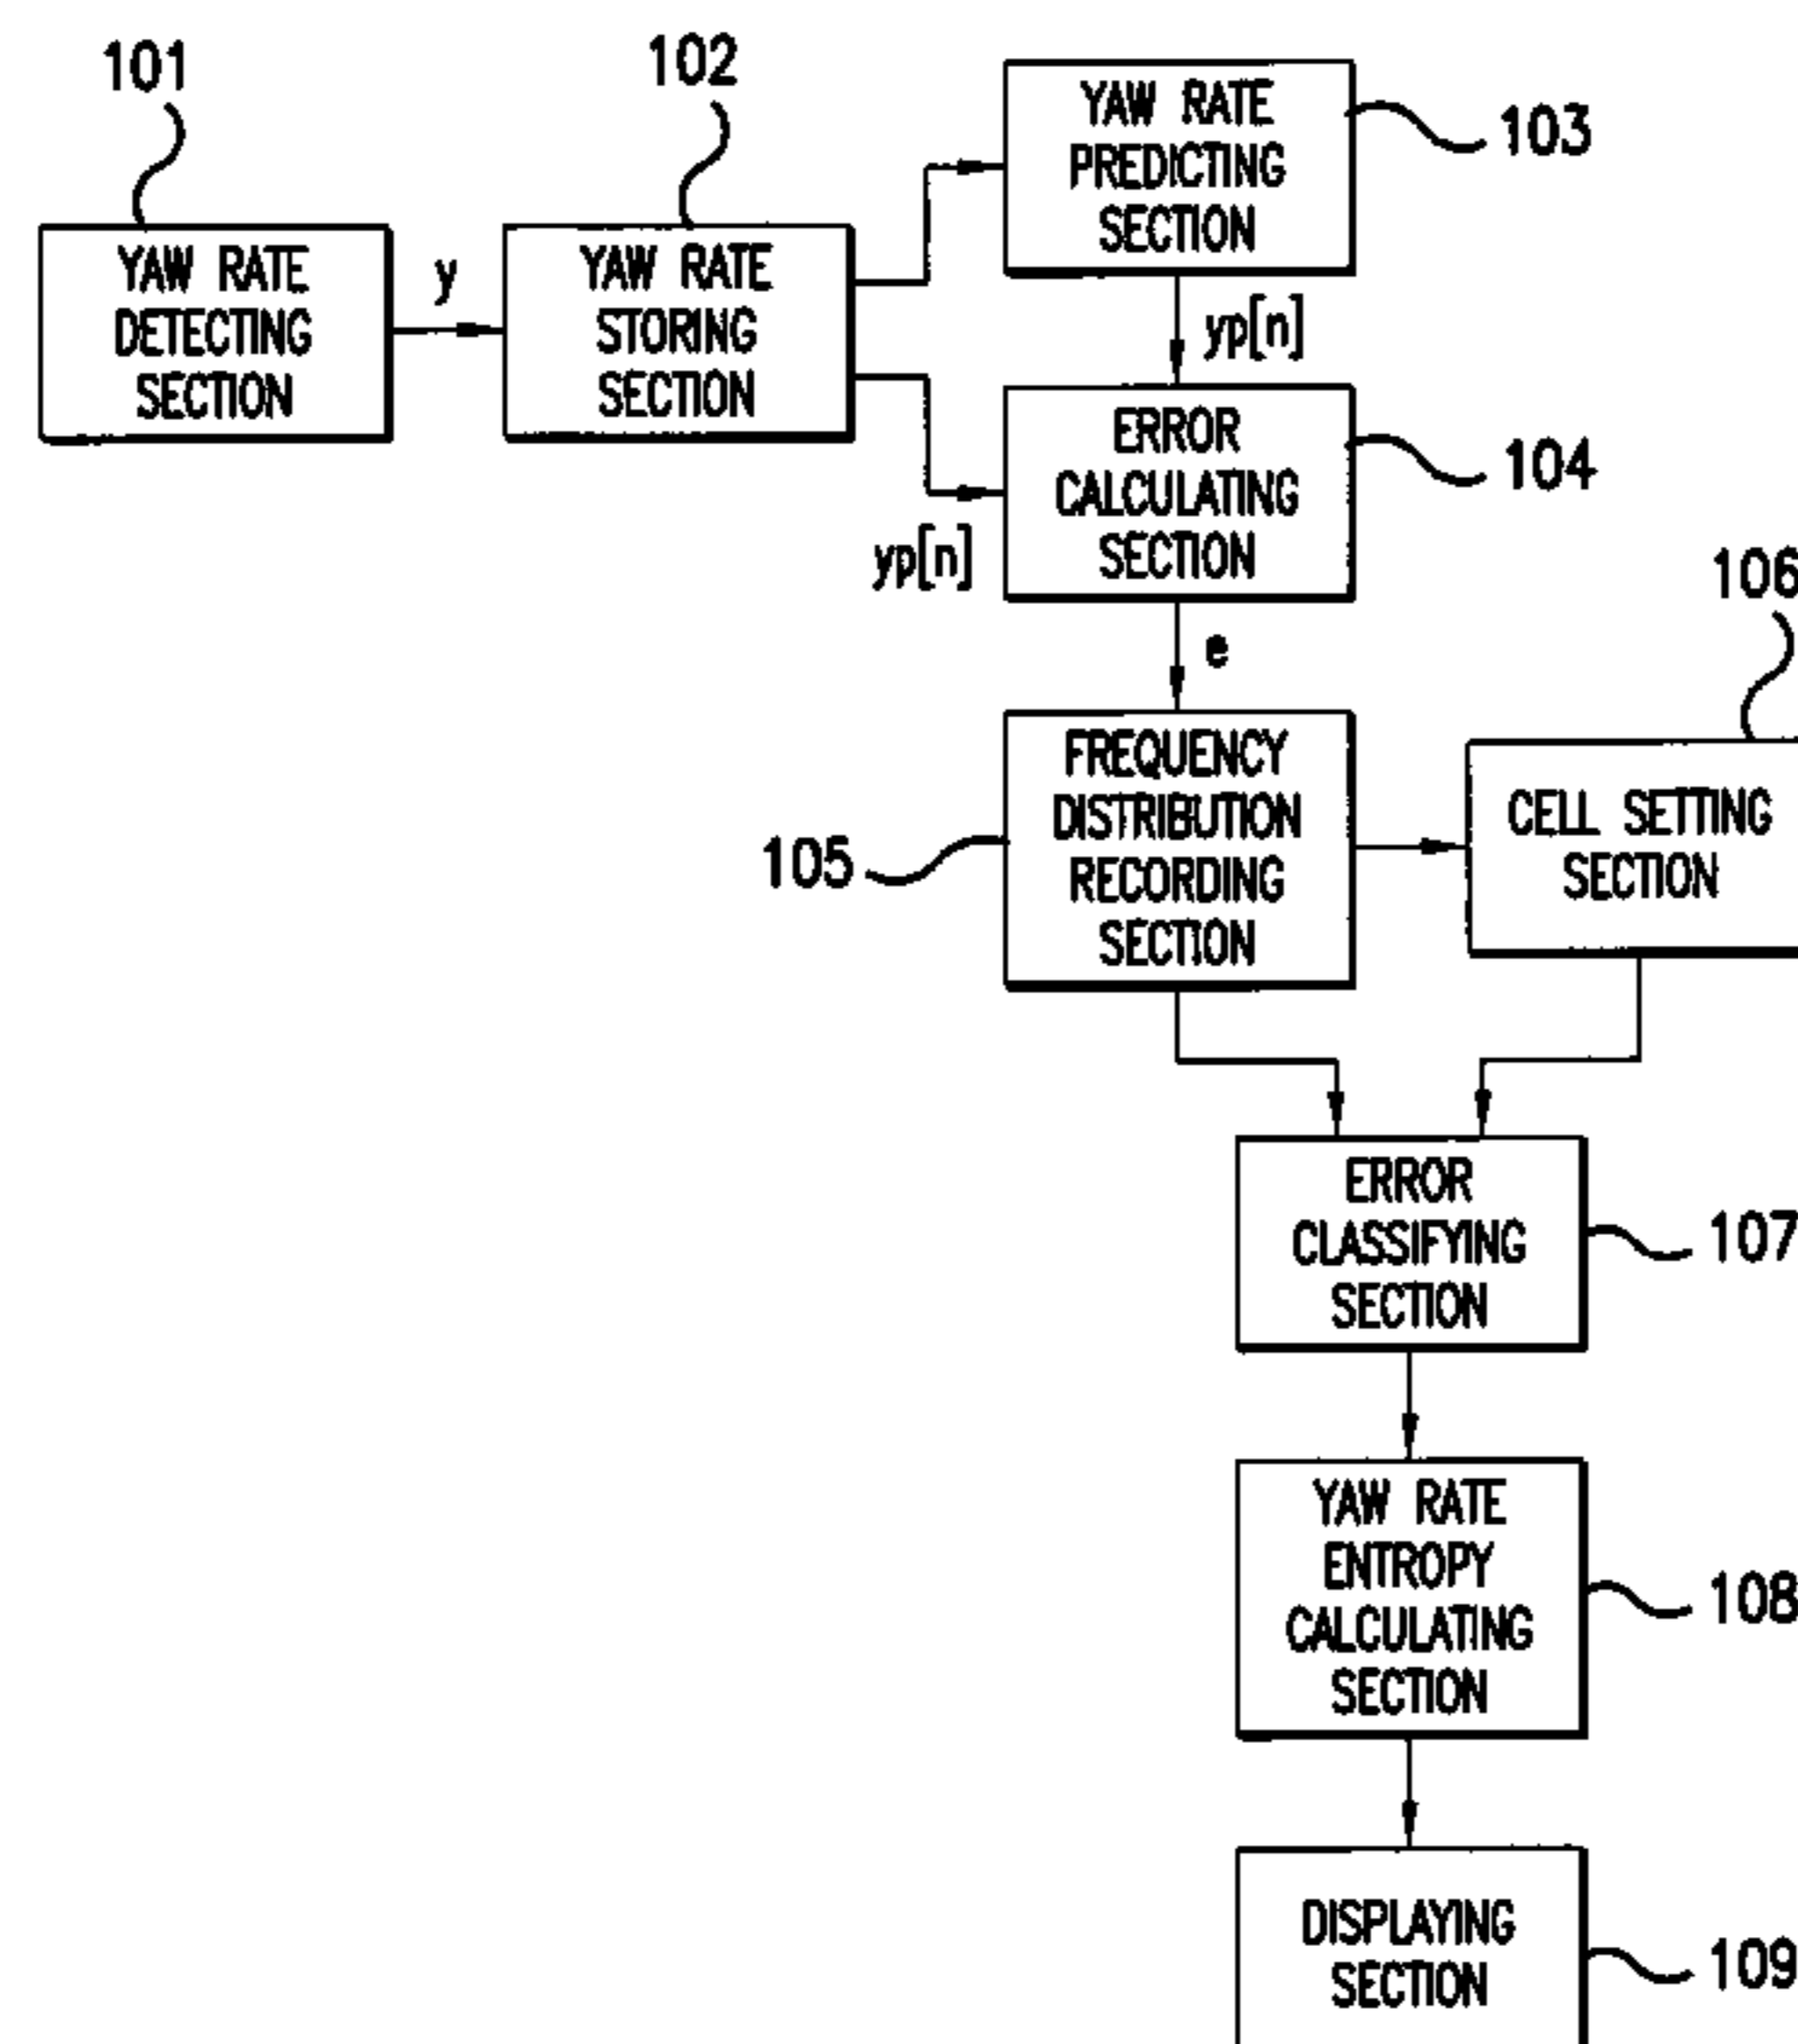 101
102
YAW RATE
PREDICTING
SECTION
103
YAW RATE
DETECTING
SECTION
y
YAW RATE
STORING
SECTION
yp[n]
ERROR
CALCULATING
SECTION
104
yp[n]
e
106
FREQUENCY
DISTRIBUTION
RECORDING
SECTION
105
CELL SETTING
SECTION
ERROR
CLASSIFYING
SECTION
107
YAW RATE
ENTROPY
CALCULATING
SECTION
108
DISPLAYING
SECTION
109